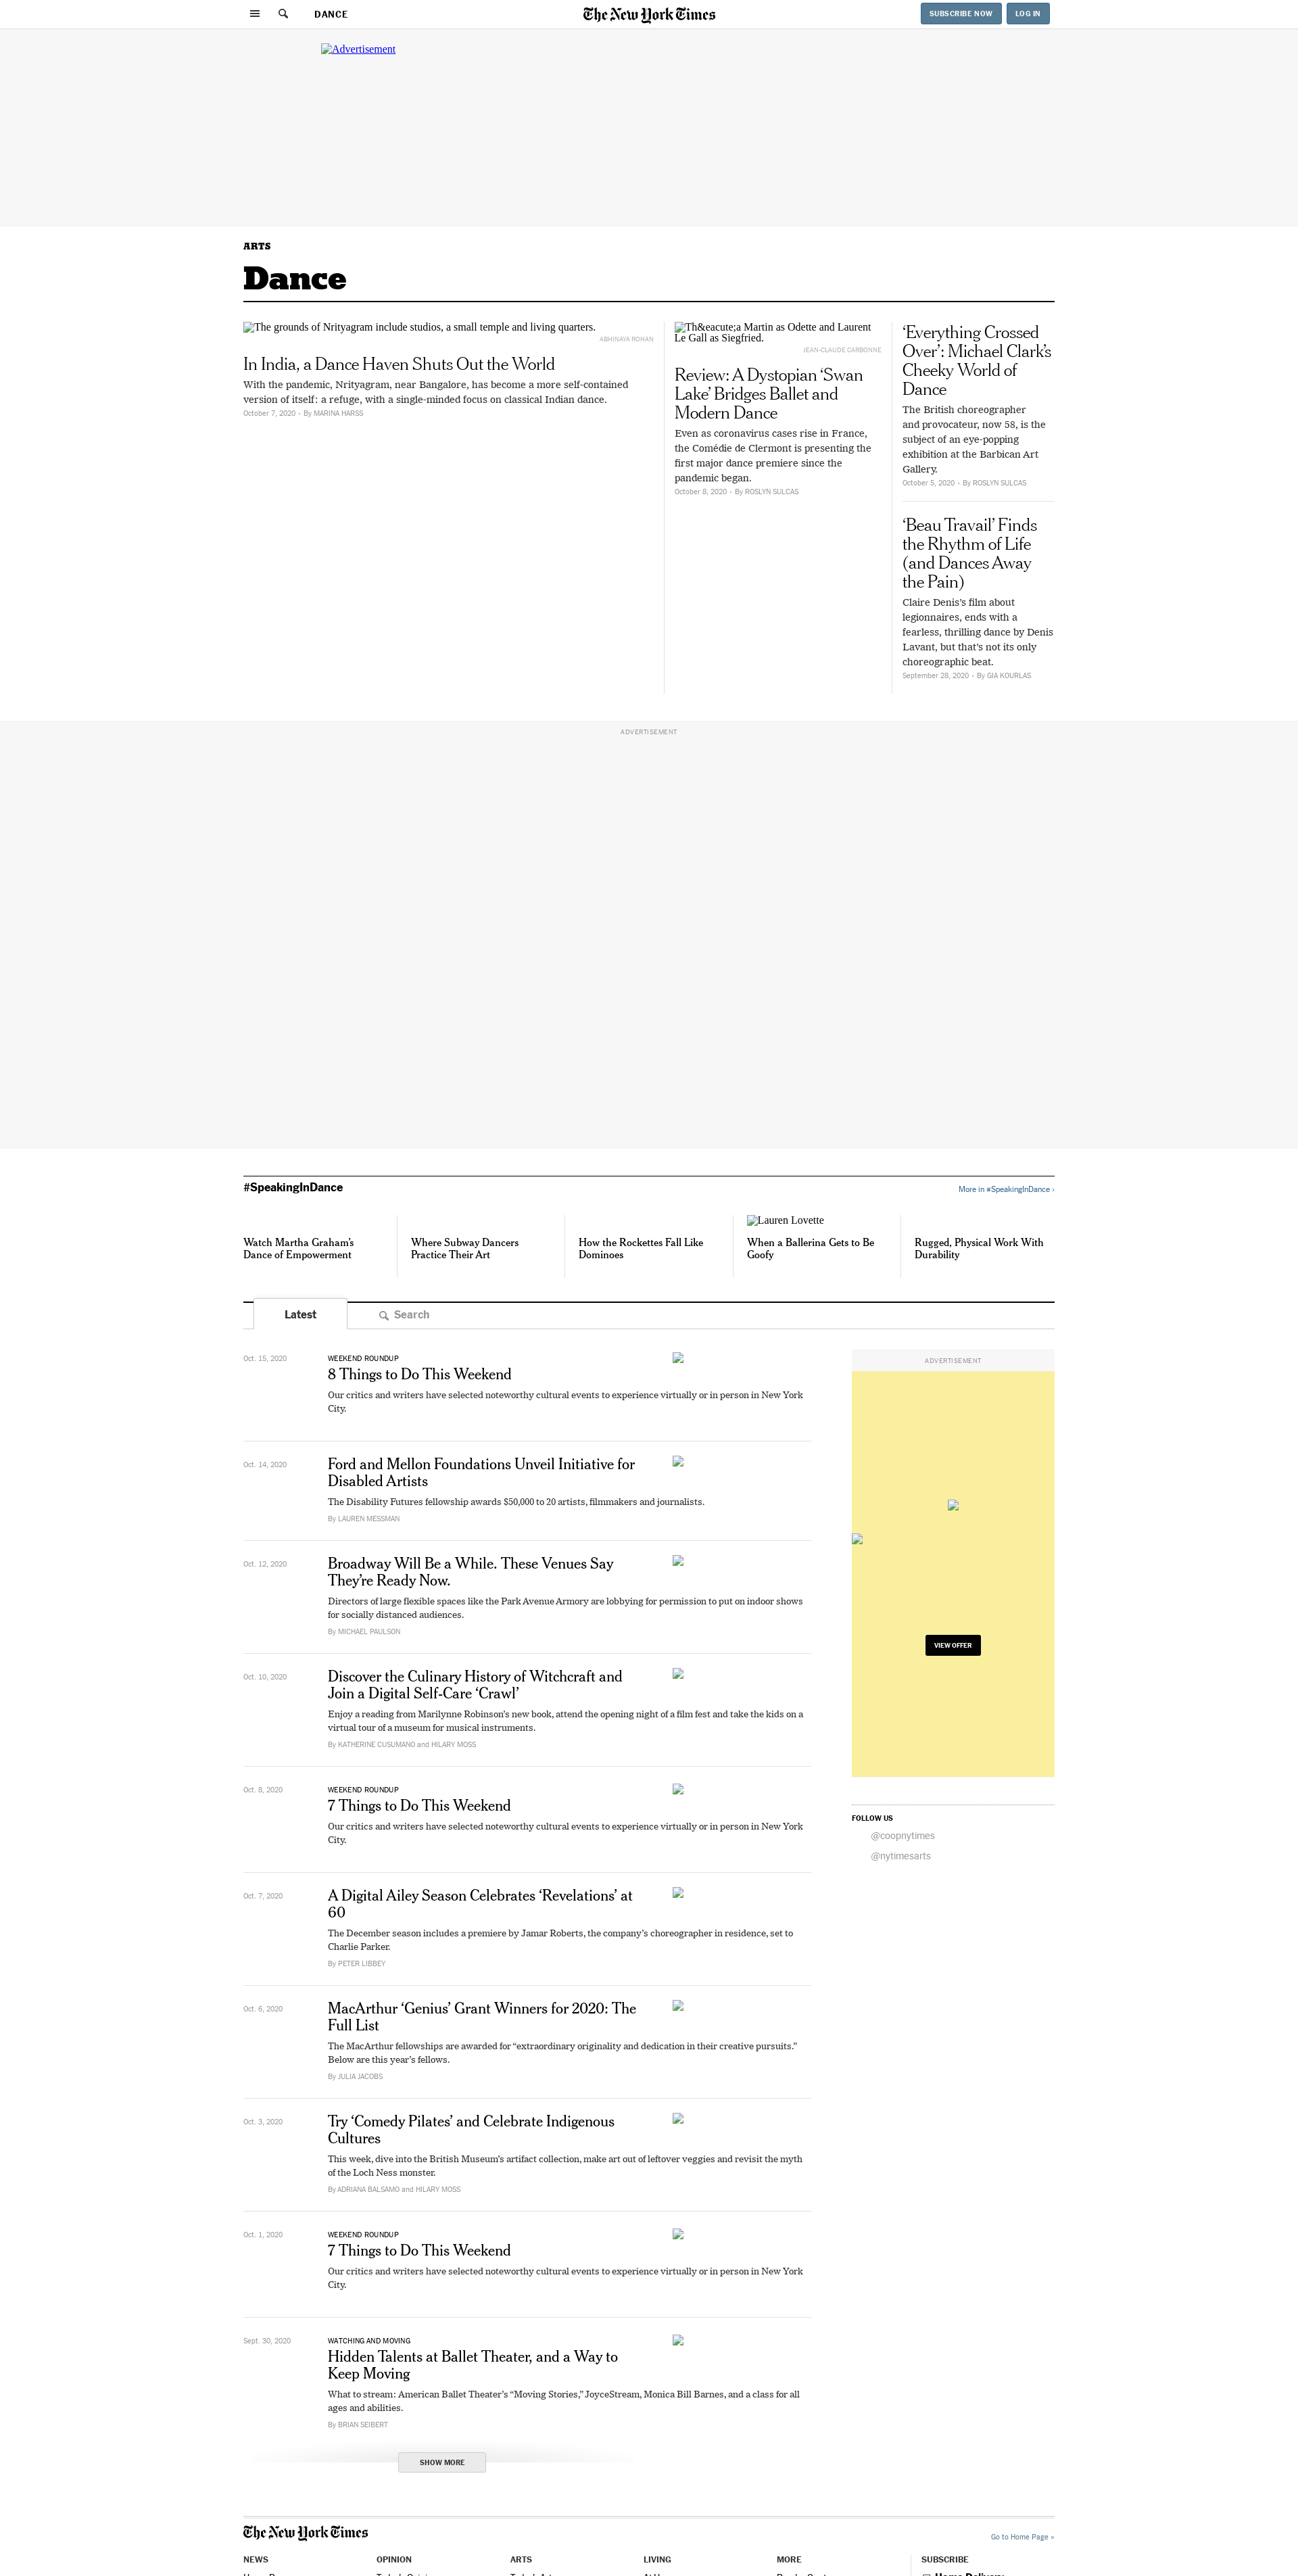 DANCE
The New York Times
SUBSCRIBE NOW
LOG IN
Advertisement
ARTS
Dance
The grounds of Nrityagram include studios, a small temple and living quarters.
ABHINAYA ROHAN
In India, a Dance Haven Shuts Out the World
With the pandemic, Nrityagram, near Bangalore, has become a more self-contained
version of itself: a refuge, with a single-minded focus on classical Indian dance.
October 7, 2020 • By MARINA HARSS
Th&eacute;a Martin as Odette and Laurent
Le Gall as Siegfried.
JEAN-CLAUDE CARBONNE
Review: A Dystopian ‘Swan
Lake’ Bridges Ballet and
Modern Dance
Even as coronavirus cases rise in France,
the Comédie de Clermont is presenting the
first major dance premiere since the
pandemic began.
October 8, 2020 • By ROSLYN SULCAS
‘Everything Crossed
Over’: Michael Clark’s
Cheeky World of
Dance
The British choreographer
and provocateur, now 58, is the
subject of an eye-popping
exhibition at the Barbican Art
Gallery.
October 5, 2020 • By ROSLYN SULCAS
‘Beau Travail’ Finds
the Rhythm of Life
(and Dances Away
the Pain)
Claire Denis’s film about
legionnaires, ends with a
fearless, thrilling dance by Denis
Lavant, but that’s not its only
choreographic beat.
September 28, 2020 • By GIA KOURLAS
ADVERTISEMENT
#SpeakingInDance
More in #SpeakingInDance ›
Watch Martha Graham’s
Dance of Empowerment
Where Subway Dancers
Practice Their Art
How the Rockettes Fall Like
Dominoes
Lauren Lovette
When a Ballerina Gets to Be
Goofy
Rugged, Physical Work With
Durability
Latest
Search
Oct. 15, 2020
WEEKEND ROUNDUP
8 Things to Do This Weekend
Our critics and writers have selected noteworthy cultural events to experience virtually or in person in New York
City.
Oct. 14, 2020
Ford and Mellon Foundations Unveil Initiative for
Disabled Artists
The Disability Futures fellowship awards $50,000 to 20 artists, filmmakers and journalists.
By LAUREN MESSMAN
Oct. 12, 2020
Broadway Will Be a While. These Venues Say
They’re Ready Now.
Directors of large flexible spaces like the Park Avenue Armory are lobbying for permission to put on indoor shows
for socially distanced audiences.
By MICHAEL PAULSON
Oct. 10, 2020
Discover the Culinary History of Witchcraft and
Join a Digital Self-Care ‘Crawl’
Enjoy a reading from Marilynne Robinson’s new book, attend the opening night of a film fest and take the kids on a
virtual tour of a museum for musical instruments.
By KATHERINE CUSUMANO and HILARY MOSS
Oct. 8, 2020
WEEKEND ROUNDUP
7 Things to Do This Weekend
Our critics and writers have selected noteworthy cultural events to experience virtually or in person in New York
City.
Oct. 7, 2020
A Digital Ailey Season Celebrates ‘Revelations’ at
60
The December season includes a premiere by Jamar Roberts, the company’s choreographer in residence, set to
Charlie Parker.
By PETER LIBBEY
Oct. 6, 2020
MacArthur ‘Genius’ Grant Winners for 2020: The
Full List
The MacArthur fellowships are awarded for “extraordinary originality and dedication in their creative pursuits.”
Below are this year’s fellows.
By JULIA JACOBS
Oct. 3, 2020
Try ‘Comedy Pilates’ and Celebrate Indigenous
Cultures
This week, dive into the British Museum’s artifact collection, make art out of leftover veggies and revisit the myth
of the Loch Ness monster.
By ADRIANA BALSAMO and HILARY MOSS
Oct. 1, 2020
WEEKEND ROUNDUP
7 Things to Do This Weekend
Our critics and writers have selected noteworthy cultural events to experience virtually or in person in New York
City.
Sept. 30, 2020
WATCHING AND MOVING
Hidden Talents at Ballet Theater, and a Way to
Keep Moving
What to stream: American Ballet Theater’s “Moving Stories,” JoyceStream, Monica Bill Barnes, and a class for all
ages and abilities.
By BRIAN SEIBERT
SHOW MORE
ADVERTISEMENT
VIEW OFFER
FOLLOW US
@coopnytimes
@nytimesarts
The New York Times
Go to Home Page »
NEWS
OPINION
ARTS
LIVING
MORE
SUBSCRIBE